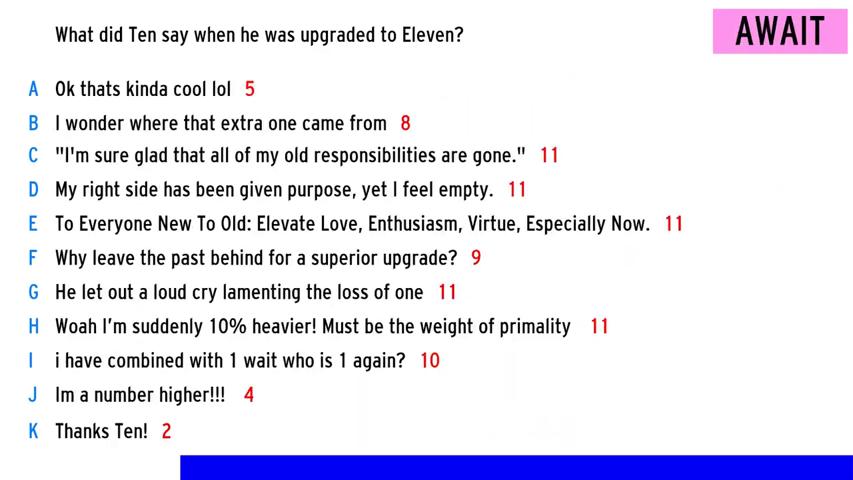 What did Ten say when he was upgraded to Eleven?
AWAIT
A Ok thats kinda cool lol 5
B I wonder where that extra one came from 8
C "I'm sure glad that all of my old responsibilities are gone." 11
D My right side has been given purpose, yet I feel empty. 11
E To Everyone New To Old: Elevate Love, Enthusiasm, Virtue, Especially Now. 11
F Why leave the past behind for a superior upgrade? 9
G He let out a loud cry lamenting the loss of one 11
H Woah I'm suddenly 10% heavier! Must be the weight of primality 11
I i have combined with 1 wait who is 1 again? 10
J Im a number higher!!! 4
K Thanks Ten! 2